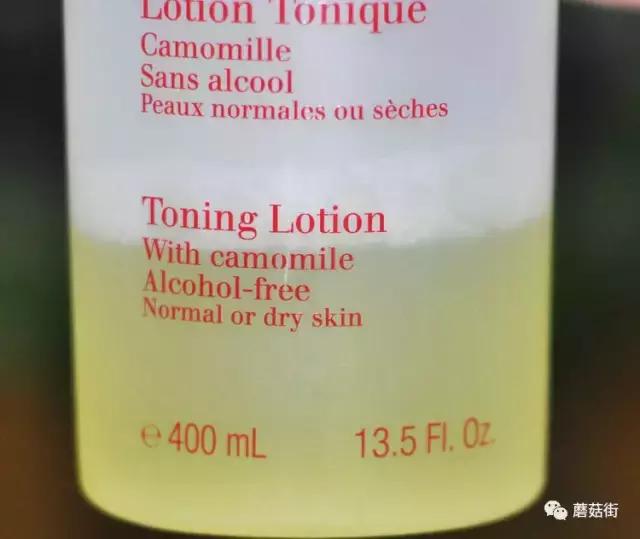 Lotion Tonique
Camomille
Sans alcool
Peaux normales ou sèches
Toning Lotion
With camomile
Alcohol-free
Normal or dry skin
℮ 400 mL 13.5 Fl. Oz.
蘑菇街